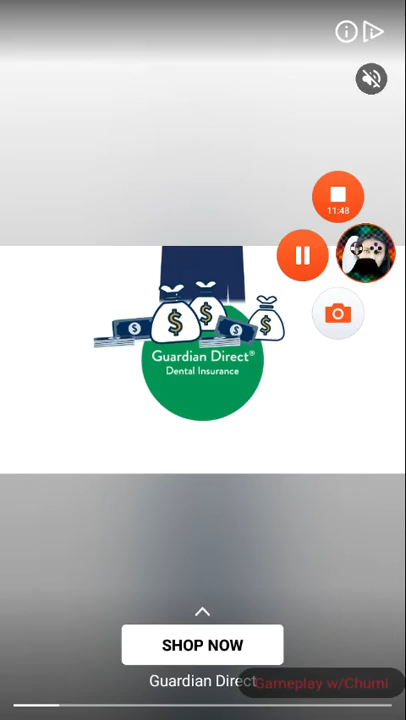 11:48
$ $ $ $ $
Guardian Direct®
Dental Insurance
SHOP NOW
Guardian Direct
Gameplay w/Chumi